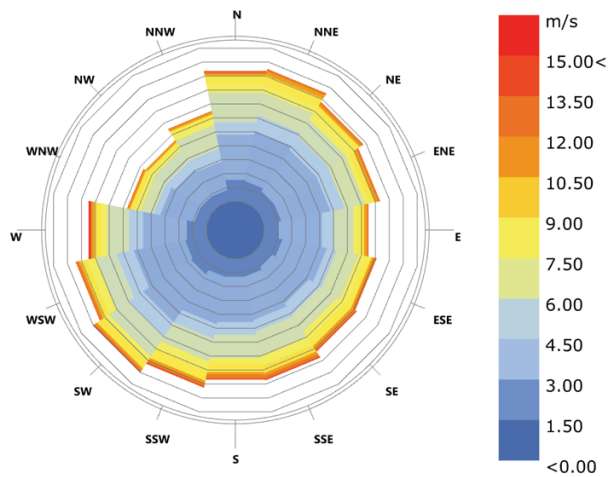 N
NNE
NE
ENE
E
ESE
SE
SSE
S
SSW
SW
WSW
W
WNW
NW
NNW
m/s
15.00<
13.50
12.00
10.50
9.00
7.50
6.00
4.50
3.00
1.50
<0.00